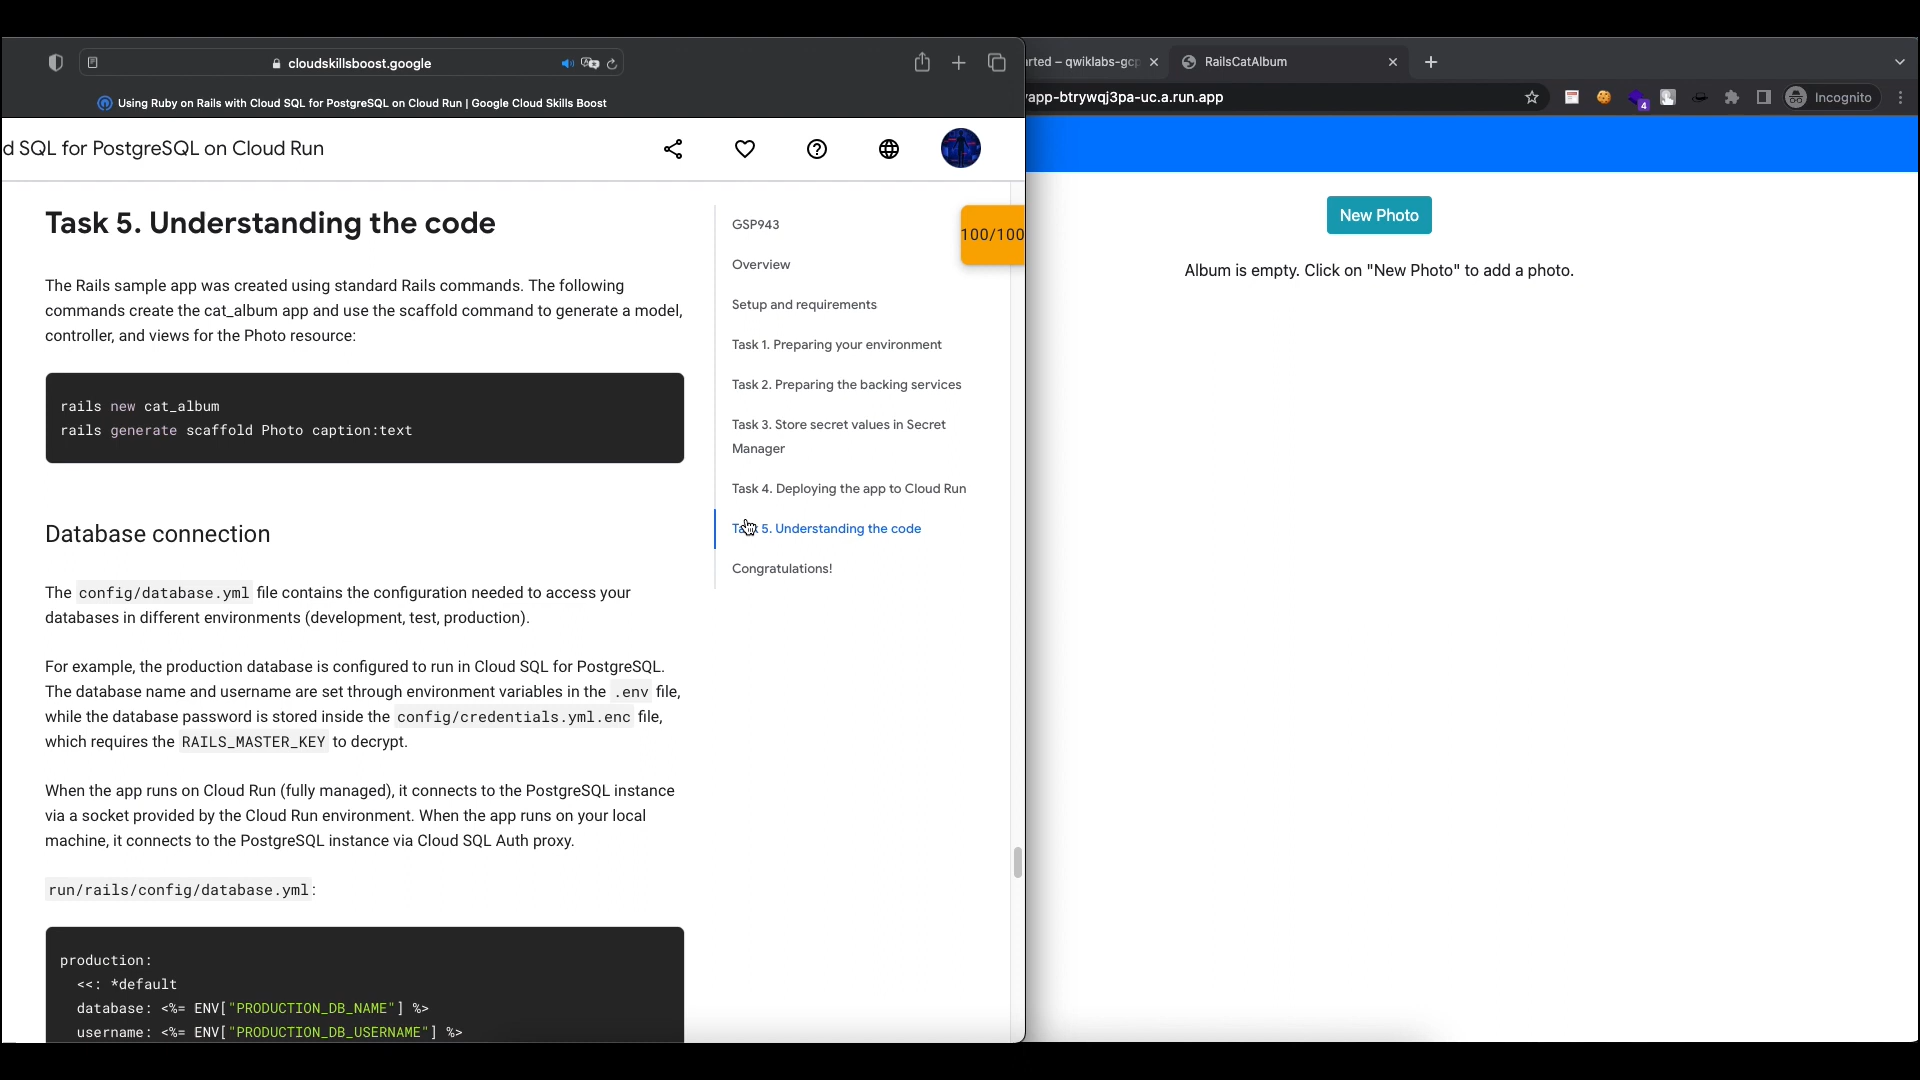 cloudskillsboost.google
Using Ruby on Rails with Cloud SQL for PostgreSQL on Cloud Run | Google Cloud Skills Boost
d SQL for PostgreSQL on Cloud Run
Task 5. Understanding the code
The Rails sample app was created using standard Rails commands. The following
commands create the cat_album app and use the scaffold command to generate a model,
controller, and views for the Photo resource:
rails new cat_album
rails generate scaffold Photo caption:text
Database connection
The config/database.yml file contains the configuration needed to access your
databases in different environments (development, test, production).
For example, the production database is configured to run in Cloud SQL for PostgreSQL.
The database name and username are set through environment variables in the .env file,
while the database password is stored inside the config/credentials.yml.enc file,
which requires the RAILS_MASTER_KEY to decrypt.
When the app runs on Cloud Run (fully managed), it connects to the PostgreSQL instance
via a socket provided by the Cloud Run environment. When the app runs on your local
machine, it connects to the PostgreSQL instance via Cloud SQL Auth proxy.
run/rails/config/database.yml:
production:
<<: *default
database: <%= ENV["PRODUCTION_DB_NAME"] %>
username: <%= ENV["PRODUCTION_DB_USERNAME"] %>
GSP943
Overview
Setup and requirements
Task 1. Preparing your environment
Task 2. Preparing the backing services
Task 3. Store secret values in Secret
Manager
Task 4. Deploying the app to Cloud Run
Task 5. Understanding the code
Congratulations!
100/100
rted – qwiklabs-gcp
RailsCatAlbum
app-btrywqj3pa-uc.a.run.app
4
Incognito
New Photo
Album is empty. Click on "New Photo" to add a photo.